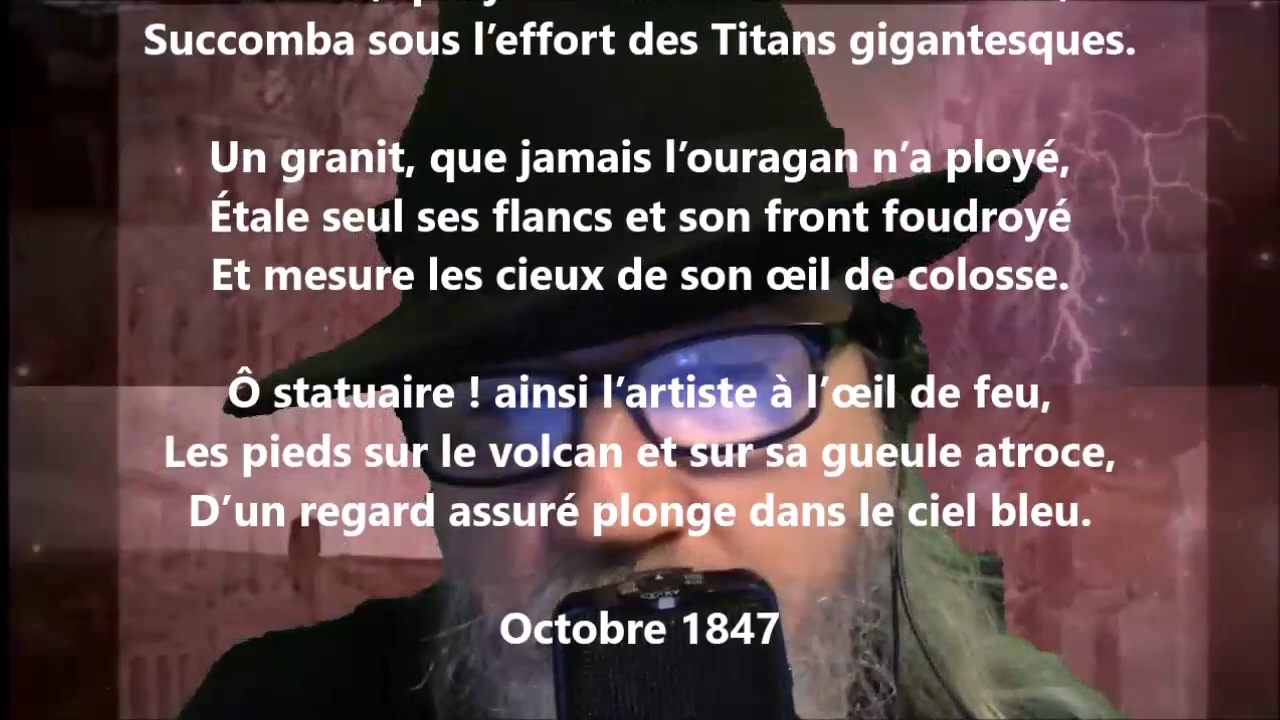 Succomba sous l’effort des Titans gigantesques.
Un granit, que jamais l’ouragan n’a ployé,
Étale seul ses flancs et son front foudroyé
Et mesure les cieux de son œil de colosse.
Ô statuaire ! ainsi l’artiste à l’œil de feu,
Les pieds sur le volcan et sur sa gueule atroce,
D’un regard assuré plonge dans le ciel bleu.
Octobre 1847